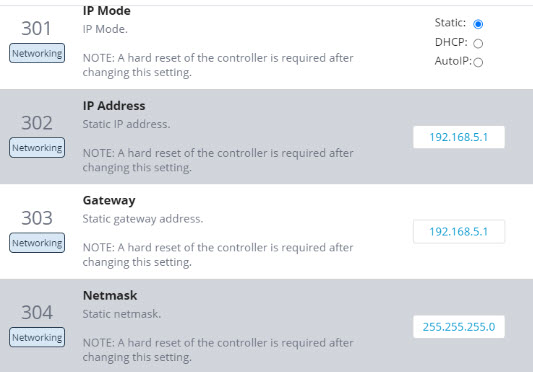 301
Networking
IP Mode
IP Mode.
NOTE: A hard reset of the controller is required after
changing this setting.
Static:
DHCP:
AutoIP:
302
Networking
IP Address
Static IP address.
NOTE: A hard reset of the controller is required after
changing this setting.
192.168.5.1
303
Networking
Gateway
Static gateway address.
NOTE: A hard reset of the controller is required after
changing this setting.
192.168.5.1
304
Networking
Netmask
Static netmask.
NOTE: A hard reset of the controller is required after
changing this setting.
255.255.255.0